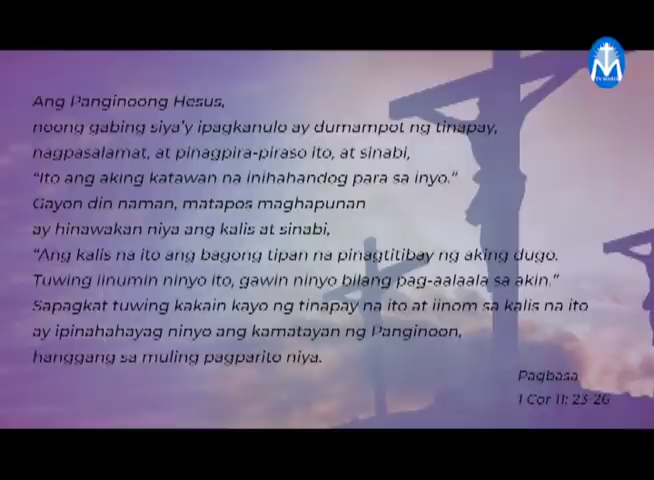 Ang Panginoong Hesus,
noong gabing siya'y ipagkanulo ay dumampot ng tinapay,
nagpasalamat, at pinagpira-piraso ito, at sinabi,
"Ito ang aking katawan na inihahandog para sa inyo."
Gayon din naman, matapos maghapunan
ay hinawakan niya ang kalis at sinabi,
"Ang kalis na ito ang bagong tipan na pinagtitibay ng aking dugo.
Tuwing iinumin ninyo ito, gawin ninyo bilang pag-aalaala sa akin."
Sapagkat tuwing kakain kayo ng tinapay na ito at iinom sa kalis na ito
ay ipinahahayag ninyo ang kamatayan ng Panginoon,
hanggang sa muling pagparito niya.
Pagbasa
1 Cor 11: 23-26
TV MARIA